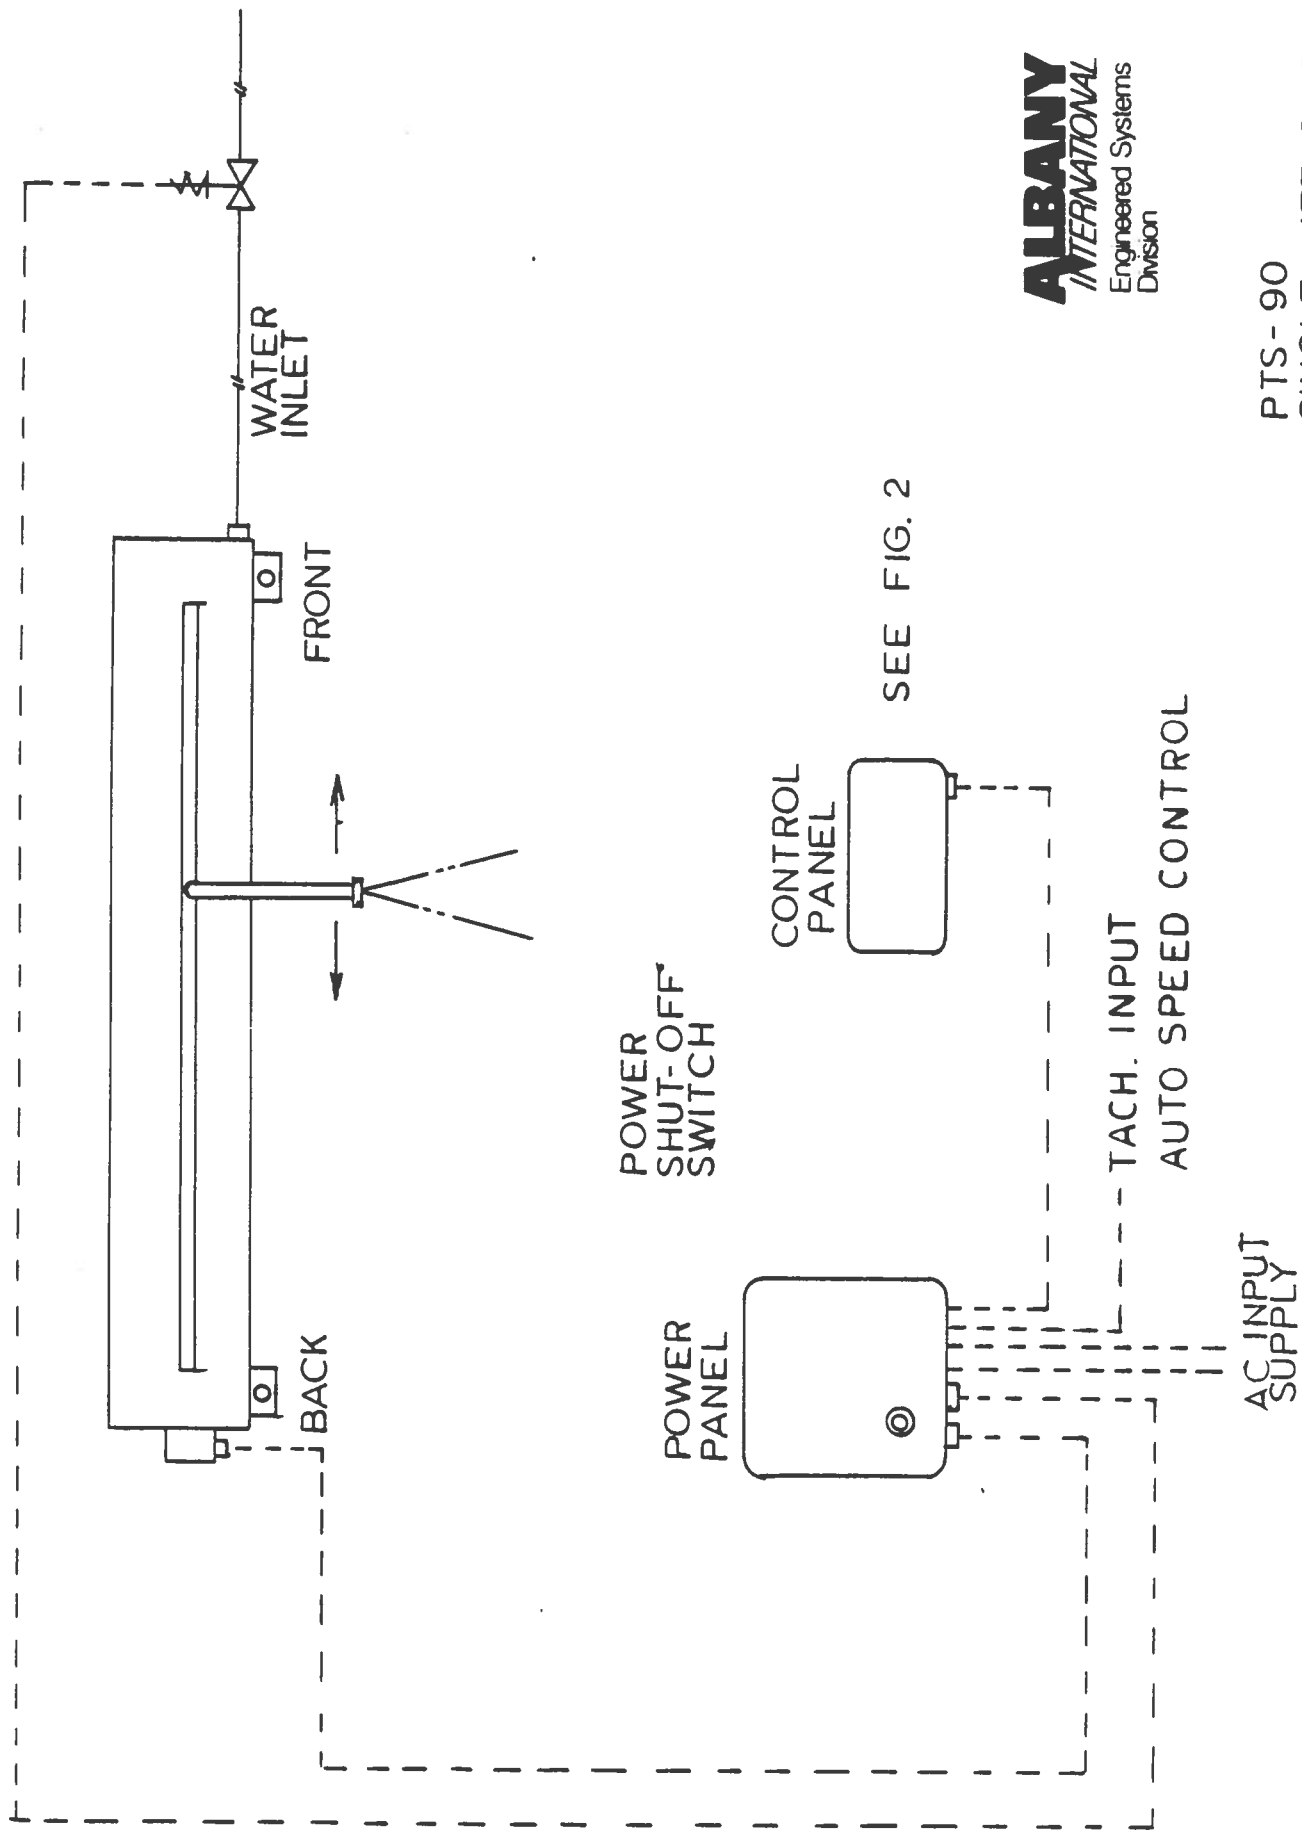 WATER
INLET
FRONT
BACK
POWER
SHUT-OFF
SWITCH
POWER
PANEL
CONTROL
PANEL
SEE FIG. 2
TACH. INPUT
AUTO SPEED CONTROL
AC INPUT
SUPPLY
ALBANY
INTERNATIONAL
Engineered Systems
Division
PTS-90